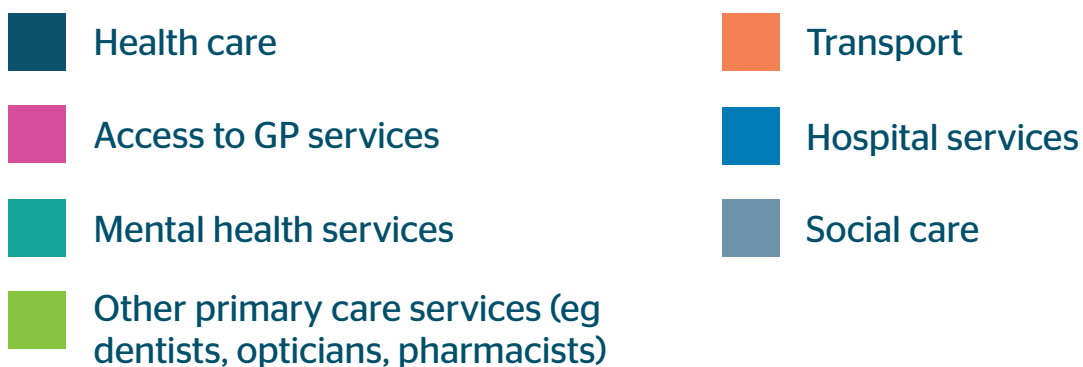 Health care
Access to GP services
Mental health services
Other primary care services (eg
dentists, opticians, pharmacists)
Transport
Hospital services
Social care